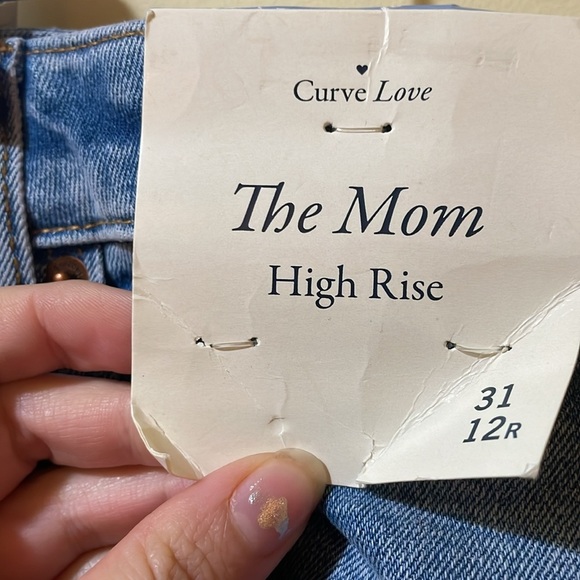 Curve Love
The Mom
High Rise
31
12R